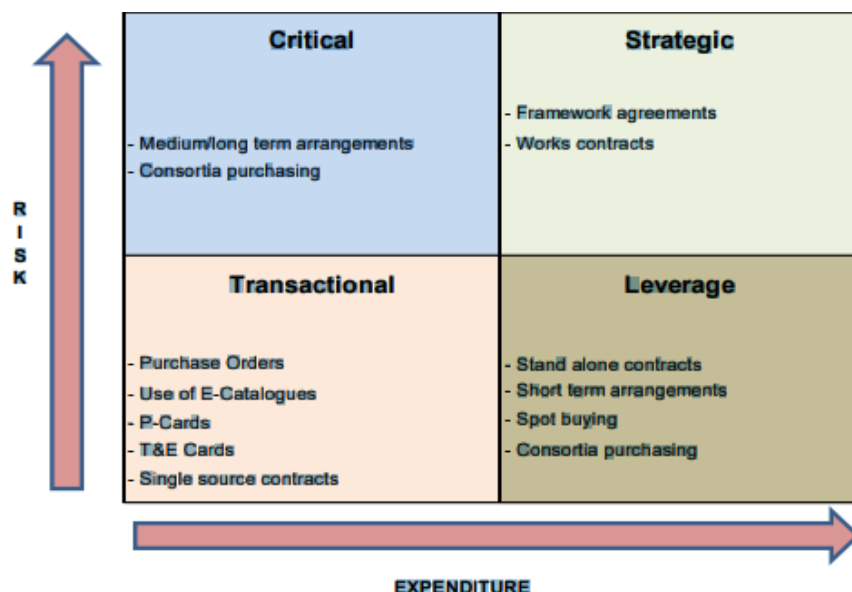 Critical
- Medium/long term arrangements
- Consortia purchasing
Strategic
- Framework agreements
- Works contracts
R
I
S
K
Transactional
- Purchase Orders
- Use of E-Catalogues
- P-Cards
- T&E Cards
- Single source contracts
Leverage
- Stand alone contracts
- Short term arrangements
- Spot buying
- Consortia purchasing
EXPENDITURE